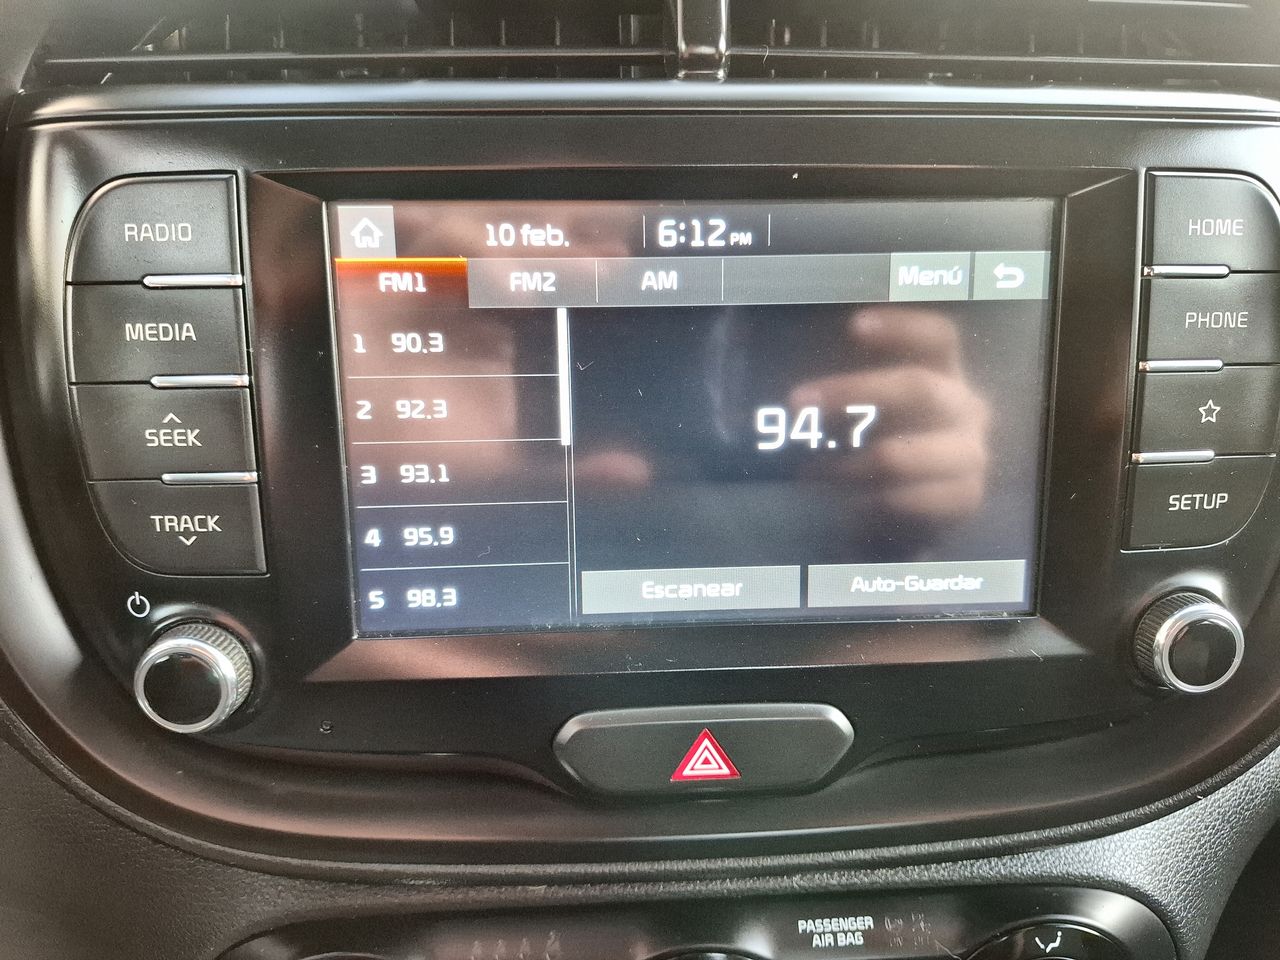 RADIO
MEDIA
SEEK
TRACK
10 feb. 6:12 PM
FM1 FM2 AM Menú
1 90.3
2 92.3
3 93.1
4 95.9
5 98.3
94.7
Escanear Auto-Guardar
HOME
PHONE
SETUP
PASSENGER
AIR BAG